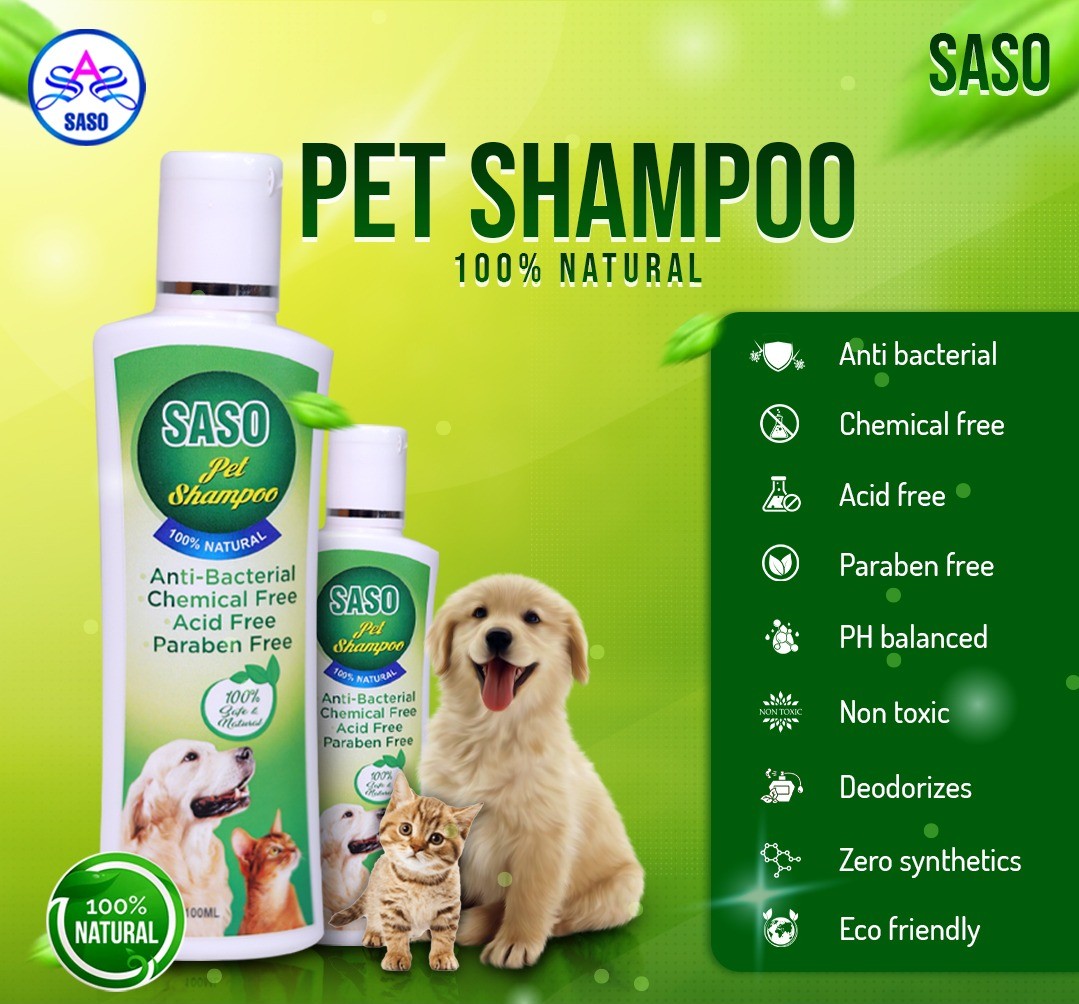 SASO
SASO
PET SHAMPOO
100% NATURAL
SASO
Pet
Shampoo
100% NATURAL
Anti-Bacterial
Chemical Free
Acid Free
Paraben Free
100%
Safe &
Natural
100ML
100%
NATURAL
SASO
Pet
Shampoo
100% NATURAL
Anti-Bacterial
Chemical Free
Acid Free
Paraben Free
100%
Safe &
Anti bacterial
Chemical free
Acid free
Paraben free
PH balanced
NON TOXIC
Non toxic
Deodorizes
Zero synthetics
Eco friendly